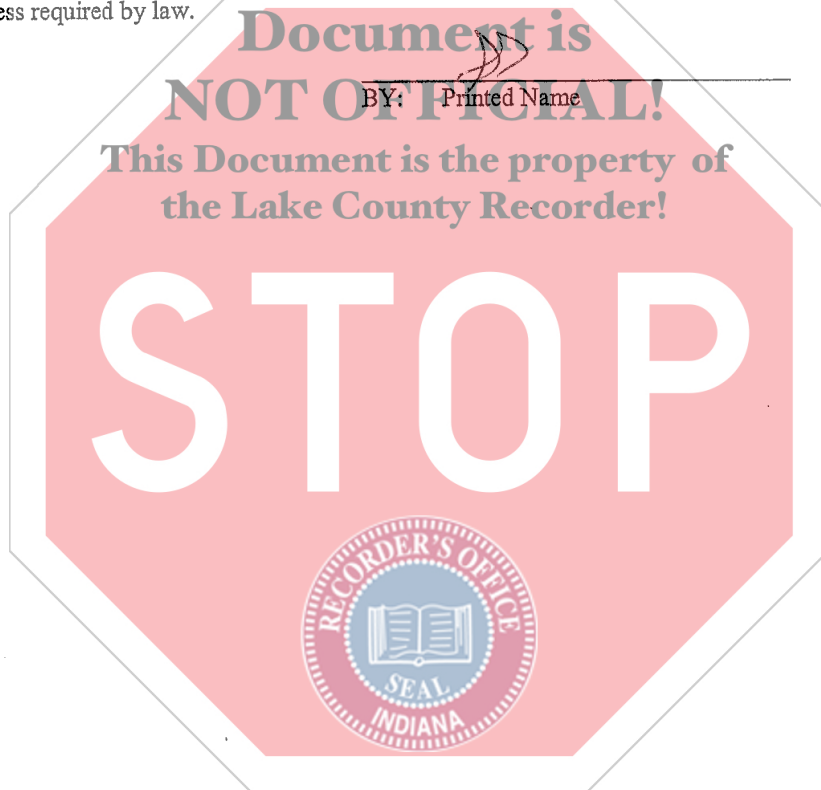 ess required by law.
Document is
NOT OFFICIAL!
BY: Printed Name
This Document is the property of
the Lake County Recorder!
STOP
RECORDER'S OFFICE
SEAL
INDIANA